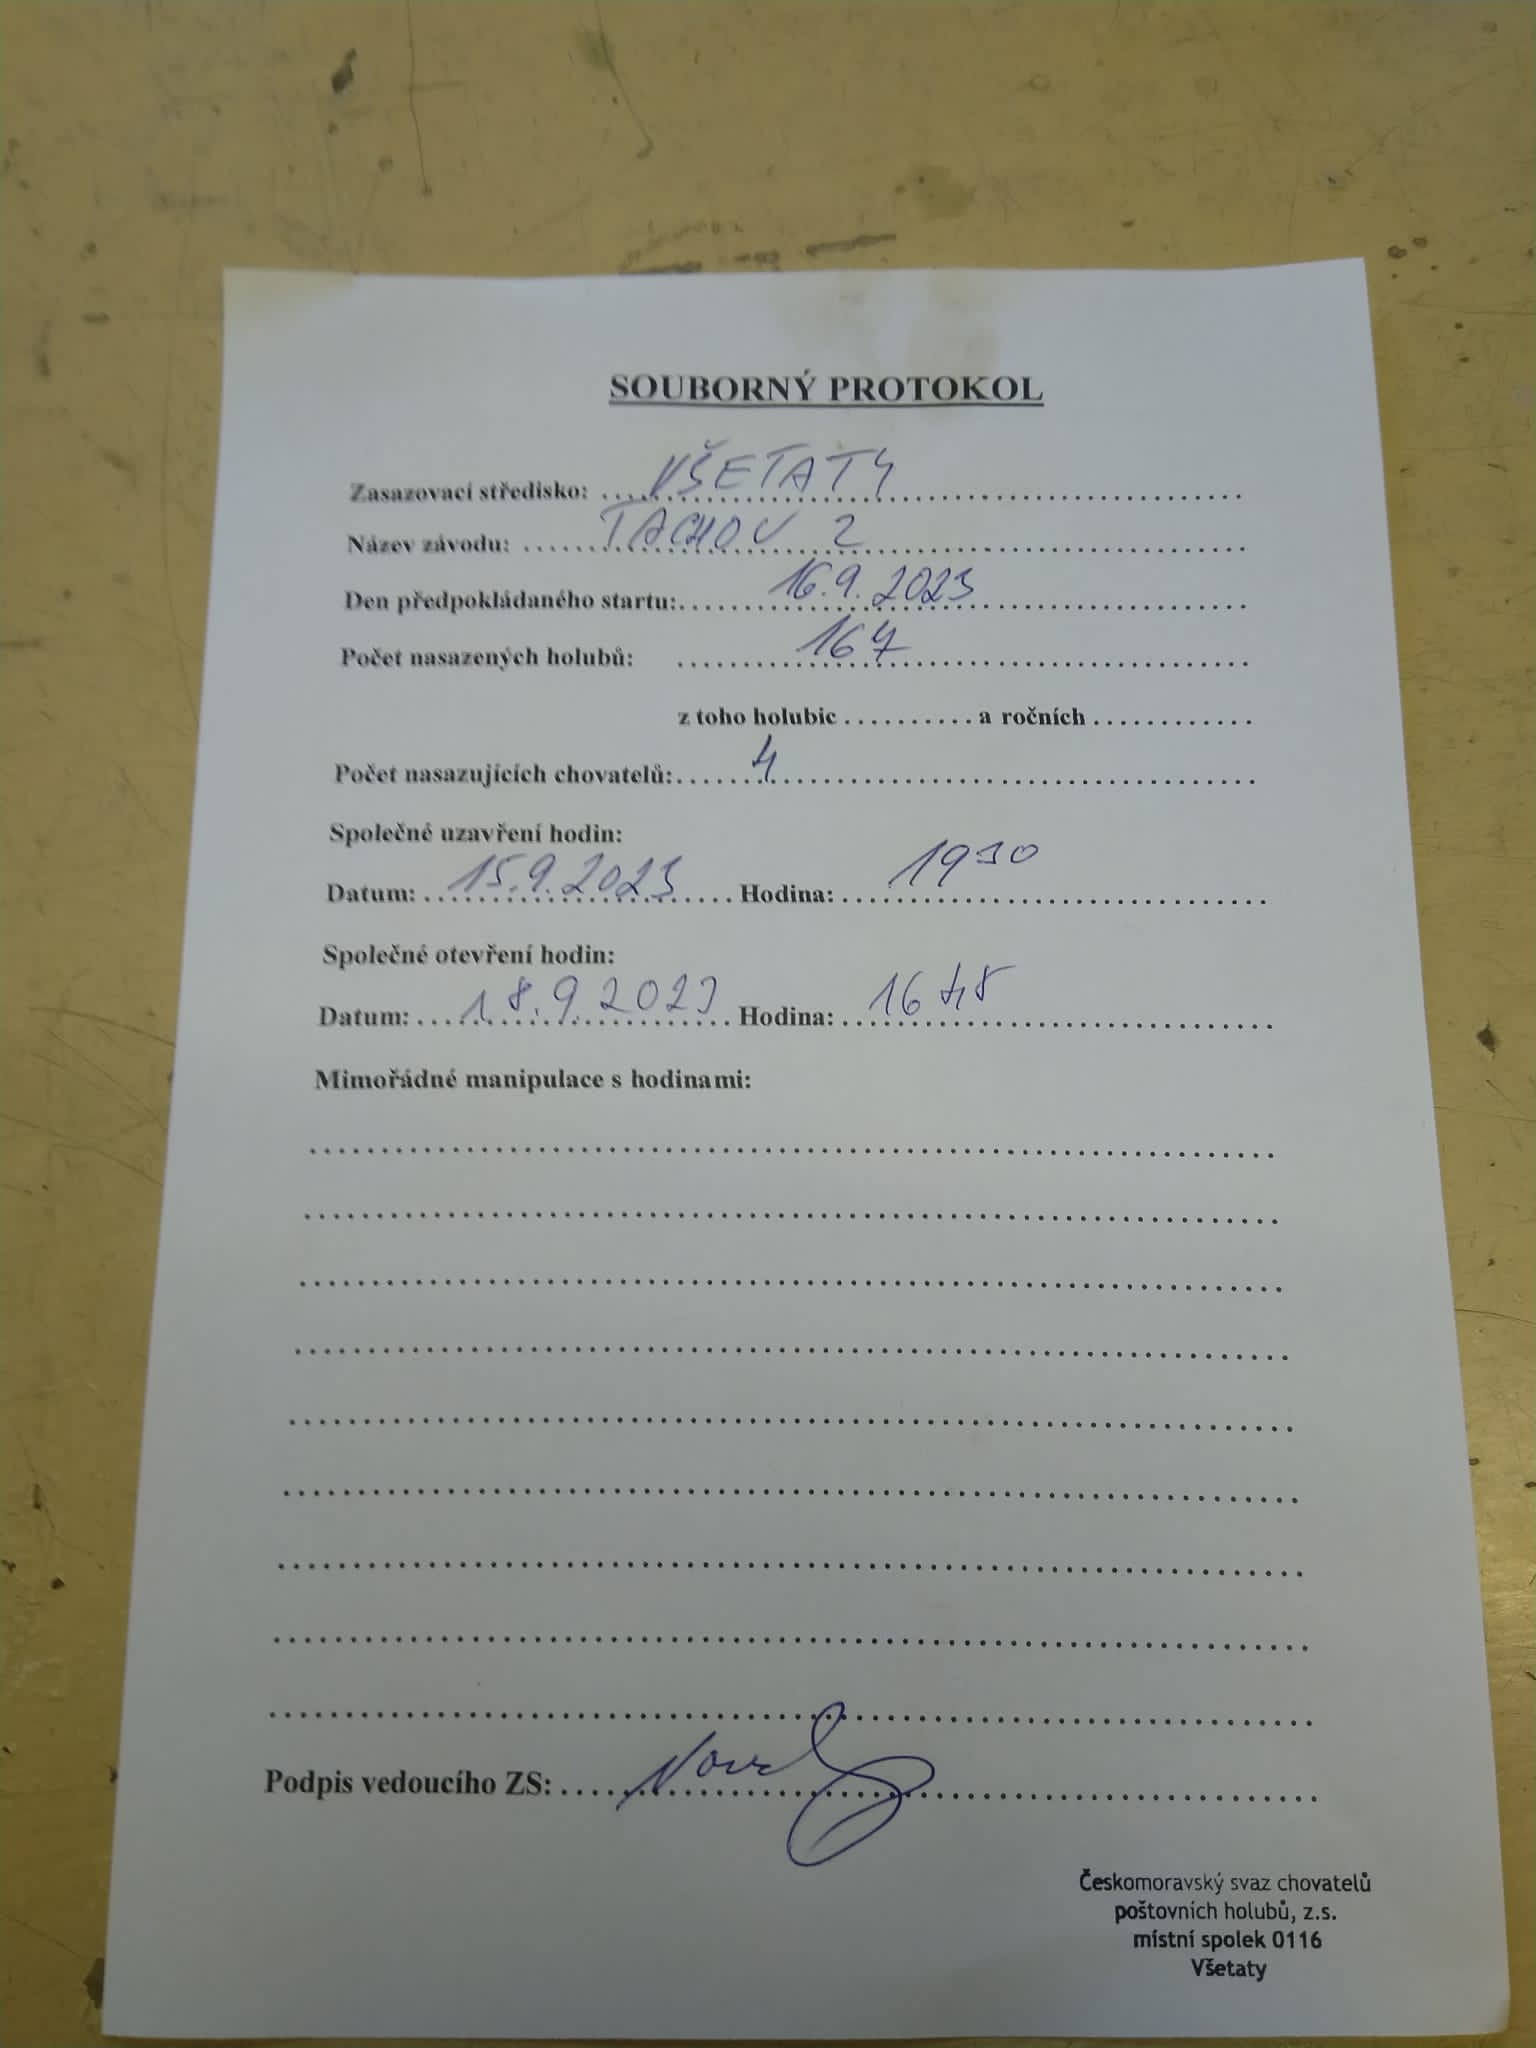 SOUBORNÝ PROTOKOL
Zasazovací středisko: VŠETATY
Název závodu: TACHOV 2
Den předpokládaného startu: 16.9.2023
Počet nasazených holubů: 167
z toho holubic .......... a ročních ............
Počet nasazujících chovatelů: 4
Společné uzavření hodin:
Datum: 15.9.2023 Hodina: 19 30
Společné otevření hodin:
Datum: 18.9.2023 Hodina: 16 48
Mimořádné manipulace s hodinami:
Podpis vedoucího ZS:
Českomoravský svaz chovatelů
poštovních holubů, z.s.
místní spolek 0116
Všetaty